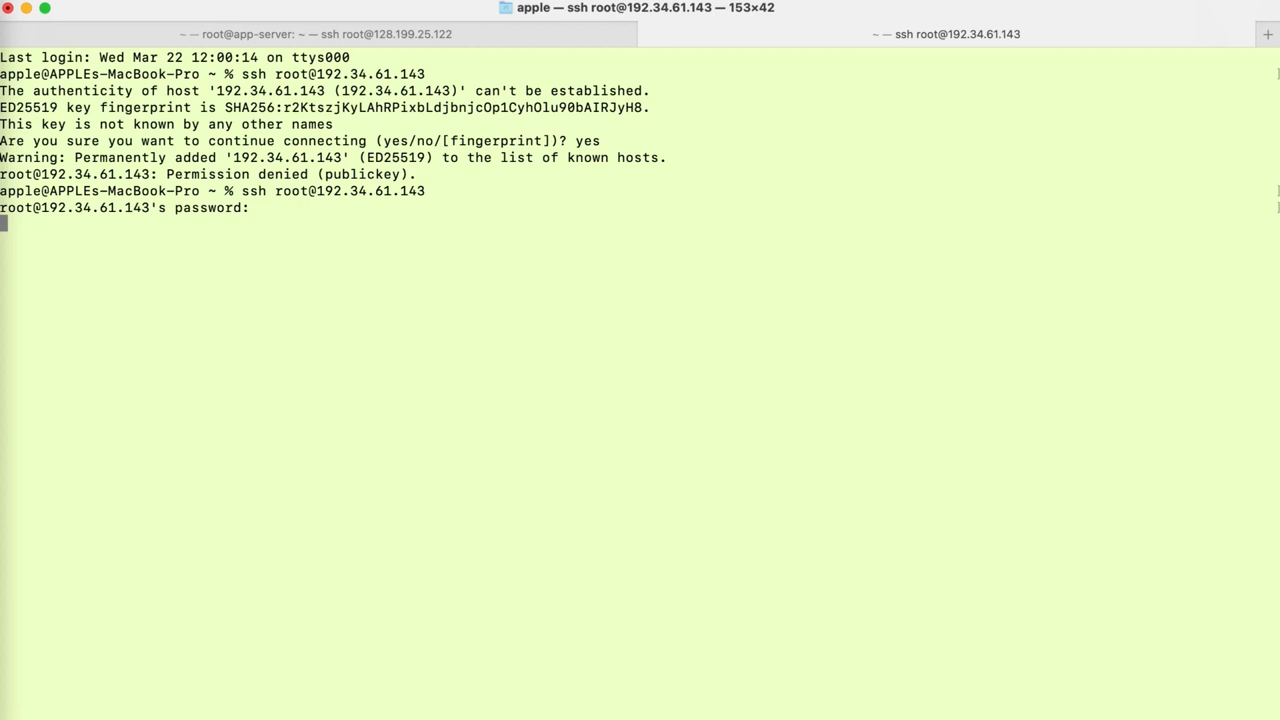 apple — ssh root@192.34.61.143 — 153×42
~ — root@app-server: ~ — ssh root@128.199.25.122
~ — ssh root@192.34.61.143
+
Last login: Wed Mar 22 12:00:14 on ttys000
apple@APPLEs-MacBook-Pro ~ % ssh root@192.34.61.143
The authenticity of host '192.34.61.143 (192.34.61.143)' can't be established.
ED25519 key fingerprint is SHA256:r2KtszjKyLAhRPixbLdjbnjcOp1CyhOlu90bAIRJyH8.
This key is not known by any other names
Are you sure you want to continue connecting (yes/no/[fingerprint])? yes
Warning: Permanently added '192.34.61.143' (ED25519) to the list of known hosts.
root@192.34.61.143: Permission denied (publickey).
apple@APPLEs-MacBook-Pro ~ % ssh root@192.34.61.143
root@192.34.61.143's password: